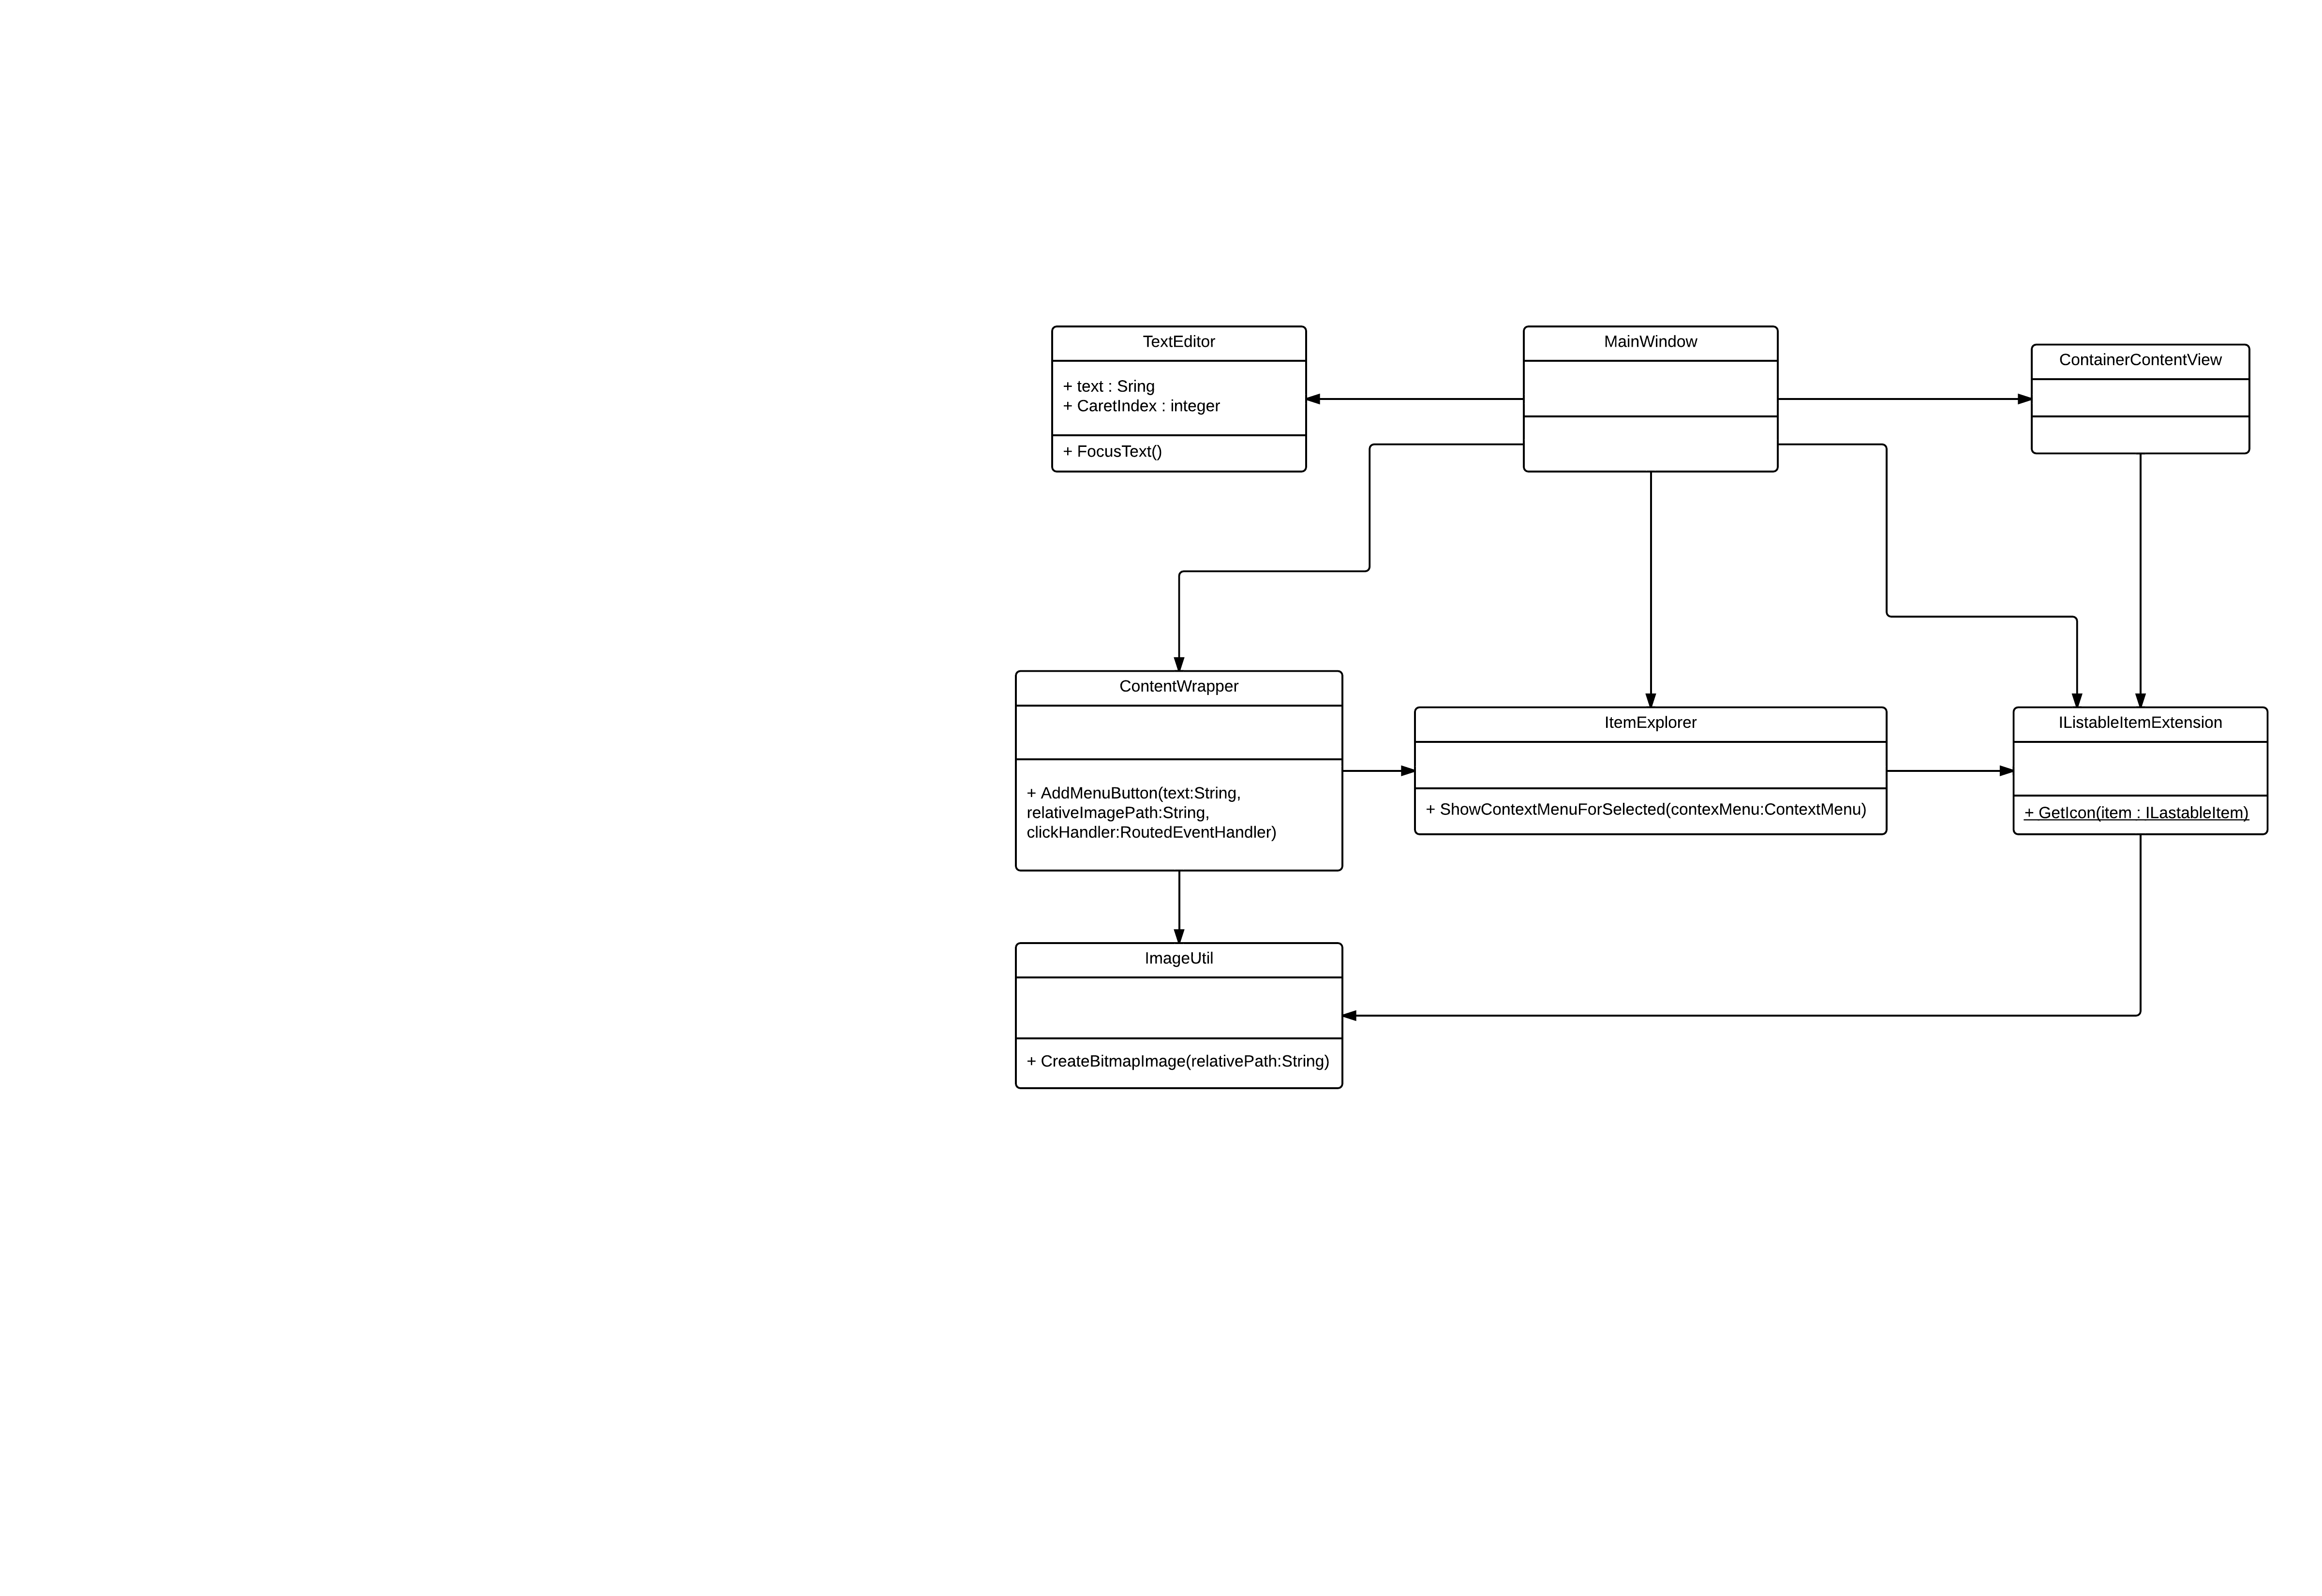 TextEditor
+ text : Sring
+ CaretIndex : integer
+ FocusText()
MainWindow
ContainerContentView
ContentWrapper
+ AddMenuButton(text:String,
relativeImagePath:String,
clickHandler:RoutedEventHandler)
ItemExplorer
+ ShowContextMenuForSelected(contexMenu:ContextMenu)
IListableItemExtension
+ GetIcon(item : ILastableItem)
ImageUtil
+ CreateBitmapImage(relativePath:String)